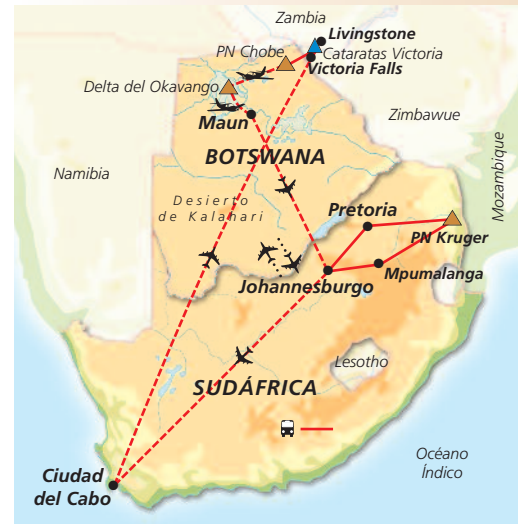 Zambia
Livingstone
PN Chobe
Cataratas Victoria
Victoria Falls
Delta del Okavango
Maun
Zimbawue
BOTSWANA
Namibia
Mozambique
Desierto
de Kalahari
Pretoria
PN Kruger
Mpumalanga
Johannesburgo
Lesotho
SUDÁFRICA
Océano
Índico
Ciudad
del Cabo